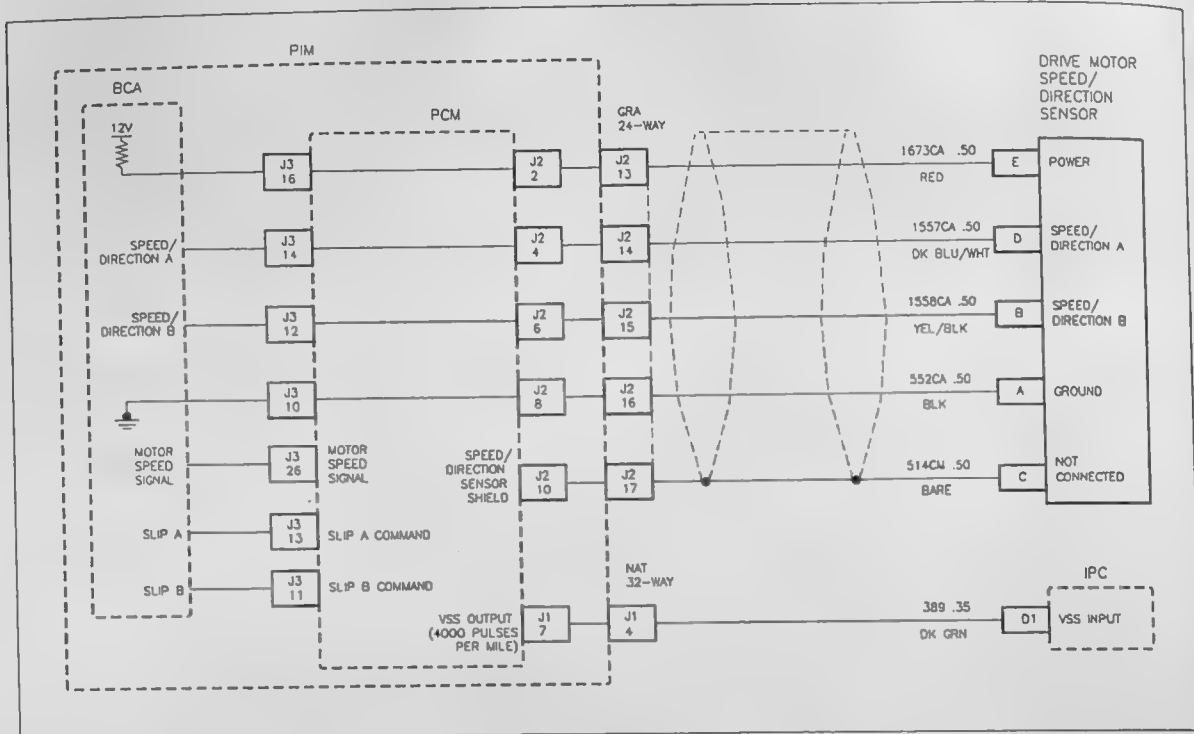 PIM
BCA
12V
PCM
GRA
24-WAY
DRIVE MOTOR
SPEED/
DIRECTION
SENSOR
J3
16
J2
2
J2
13
1673CA .50
RED
E
POWER
SPEED/
DIRECTION A
J3
14
J2
4
J2
14
1557CA .50
DK BLU/WHT
D
SPEED/
DIRECTION A
SPEED/
DIRECTION B
J3
12
J2
6
J2
15
1558CA .50
YEL/BLK
B
SPEED/
DIRECTION B
J3
10
J2
8
J2
16
552CA .50
BLK
A
GROUND
MOTOR
SPEED
SIGNAL
J3
26
MOTOR
SPEED
SIGNAL
SPEED/
DIRECTION
SENSOR
SHIELD
J2
10
J2
17
514CM .50
BARE
C
NOT
CONNECTED
SLIP A
J3
13
SLIP A COMMAND
SLIP B
J3
11
SLIP B COMMAND
NAT
32-WAY
IPC
VSS OUTPUT
(4000 PULSES
PER MILE)
J1
7
J1
4
389 .35
DK GRN
D1
VSS INPUT